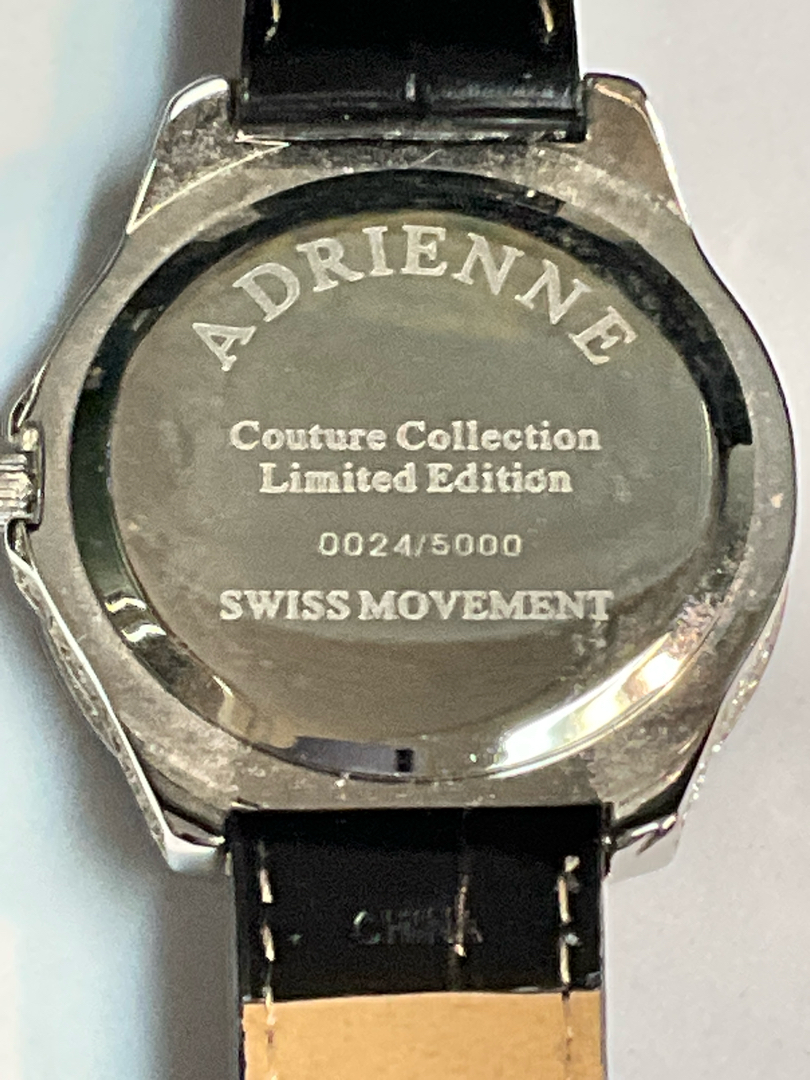 ADRIENNE
Couture Collection
Limited Edition
0024/5000
SWISS MOVEMENT
CHINA